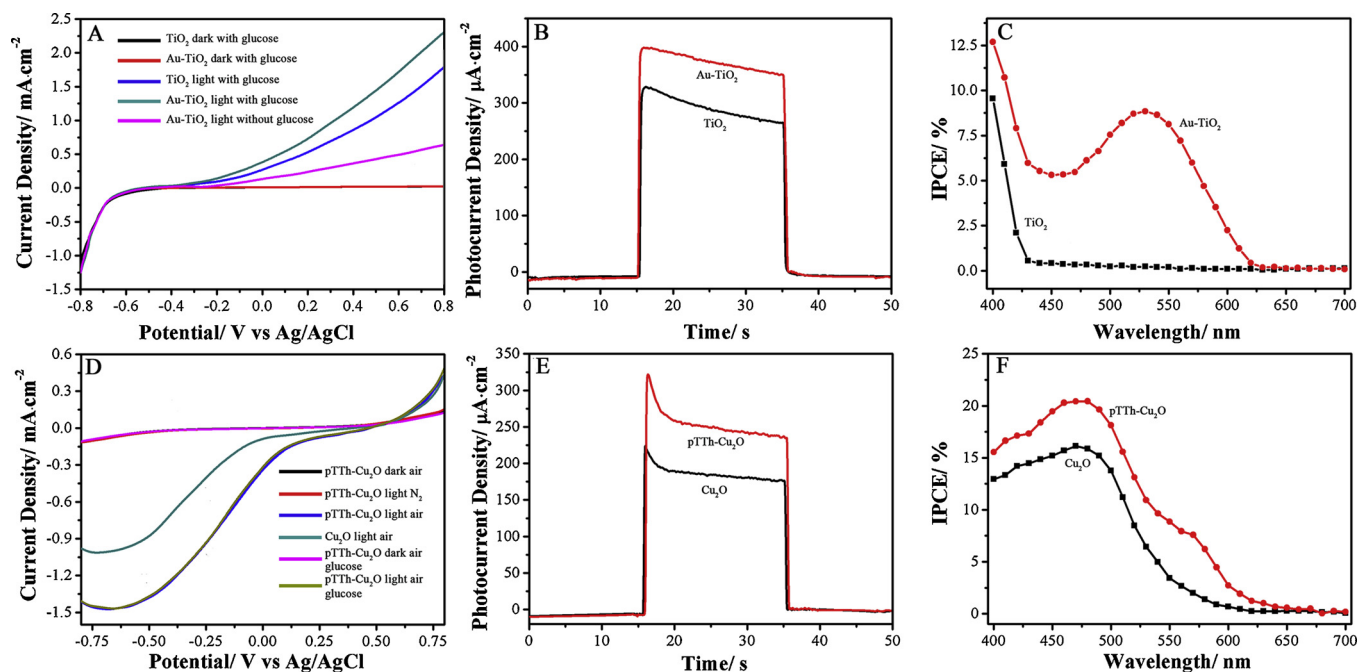 A
TiO₂ dark with glucose
Au-TiO₂ dark with glucose
TiO₂ light with glucose
Au-TiO₂ light with glucose
Au-TiO₂ light without glucose
2.5
2.0
1.5
1.0
0.5
0.0
-0.5
-1.0
-1.5
Current Density/ mA.cm⁻²
-0.8 -0.6 -0.4 -0.2 0.0 0.2 0.4 0.6 0.8
Potential/ V vs Ag/AgCl
B
Au-TiO₂
TiO₂
400
300
200
100
0
Photocurrent Density/ μA·cm⁻²
0 10 20 30 40 50
Time/ s
C
Au-TiO₂
TiO₂
12.5
10.0
7.5
5.0
2.5
0.0
IPCE/ %
400 450 500 550 600 650 700
Wavelength/ nm
D
pTTh-Cu₂O dark air
pTTh-Cu₂O light N₂
pTTh-Cu₂O light air
Cu₂O light air
pTTh-Cu₂O dark air
glucose
pTTh-Cu₂O light air
glucose
0.6
0.3
0.0
-0.3
-0.6
-0.9
-1.2
-1.5
Current Density/ mA.cm⁻²
-0.75 -0.50 -0.25 0.00 0.25 0.50 0.75
Potential/ V vs Ag/AgCl
E
pTTh-Cu₂O
Cu₂O
350
300
250
200
150
100
50
0
Photocurrent Density/ μA·cm⁻²
0 10 20 30 40 50
Time/ s
F
pTTh-Cu₂O
Cu₂O
25
20
15
10
5
0
IPCE/ %
400 450 500 550 600 650 700
Wavelength/ nm